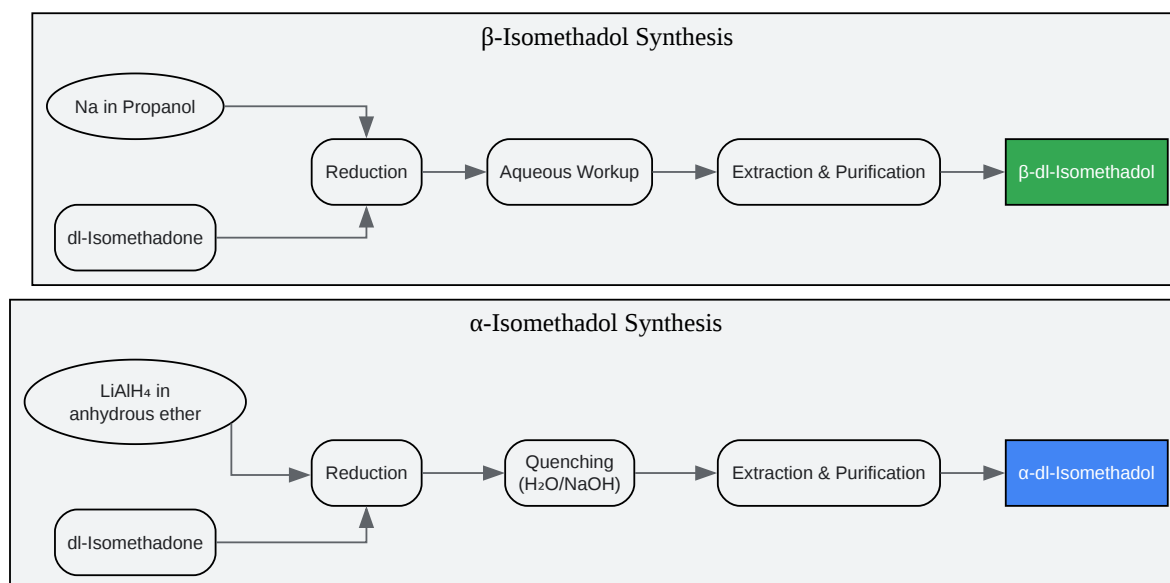 β-Isomethadol Synthesis
Na in Propanol
dl-Isomethadone
Reduction
Aqueous Workup
Extraction & Purification
β-dl-Isomethadol
α-Isomethadol Synthesis
LiAlH₄ in
anhydrous ether
dl-Isomethadone
Reduction
Quenching
(H₂O/NaOH)
Extraction & Purification
α-dl-Isomethadol